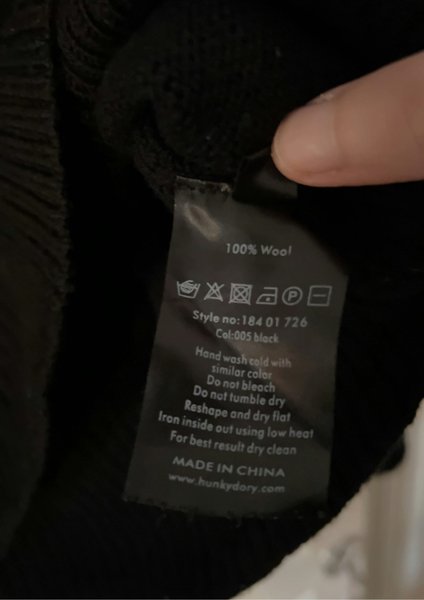 100% Wool
P
Style no:184 01 726
Col:005 black
Hand wash cold with
similar color
Do not bleach
Do not tumble dry
Reshape and dry flat
Iron inside out using low heat
For best result dry clean
MADE IN CHINA
www.hunkydory.com